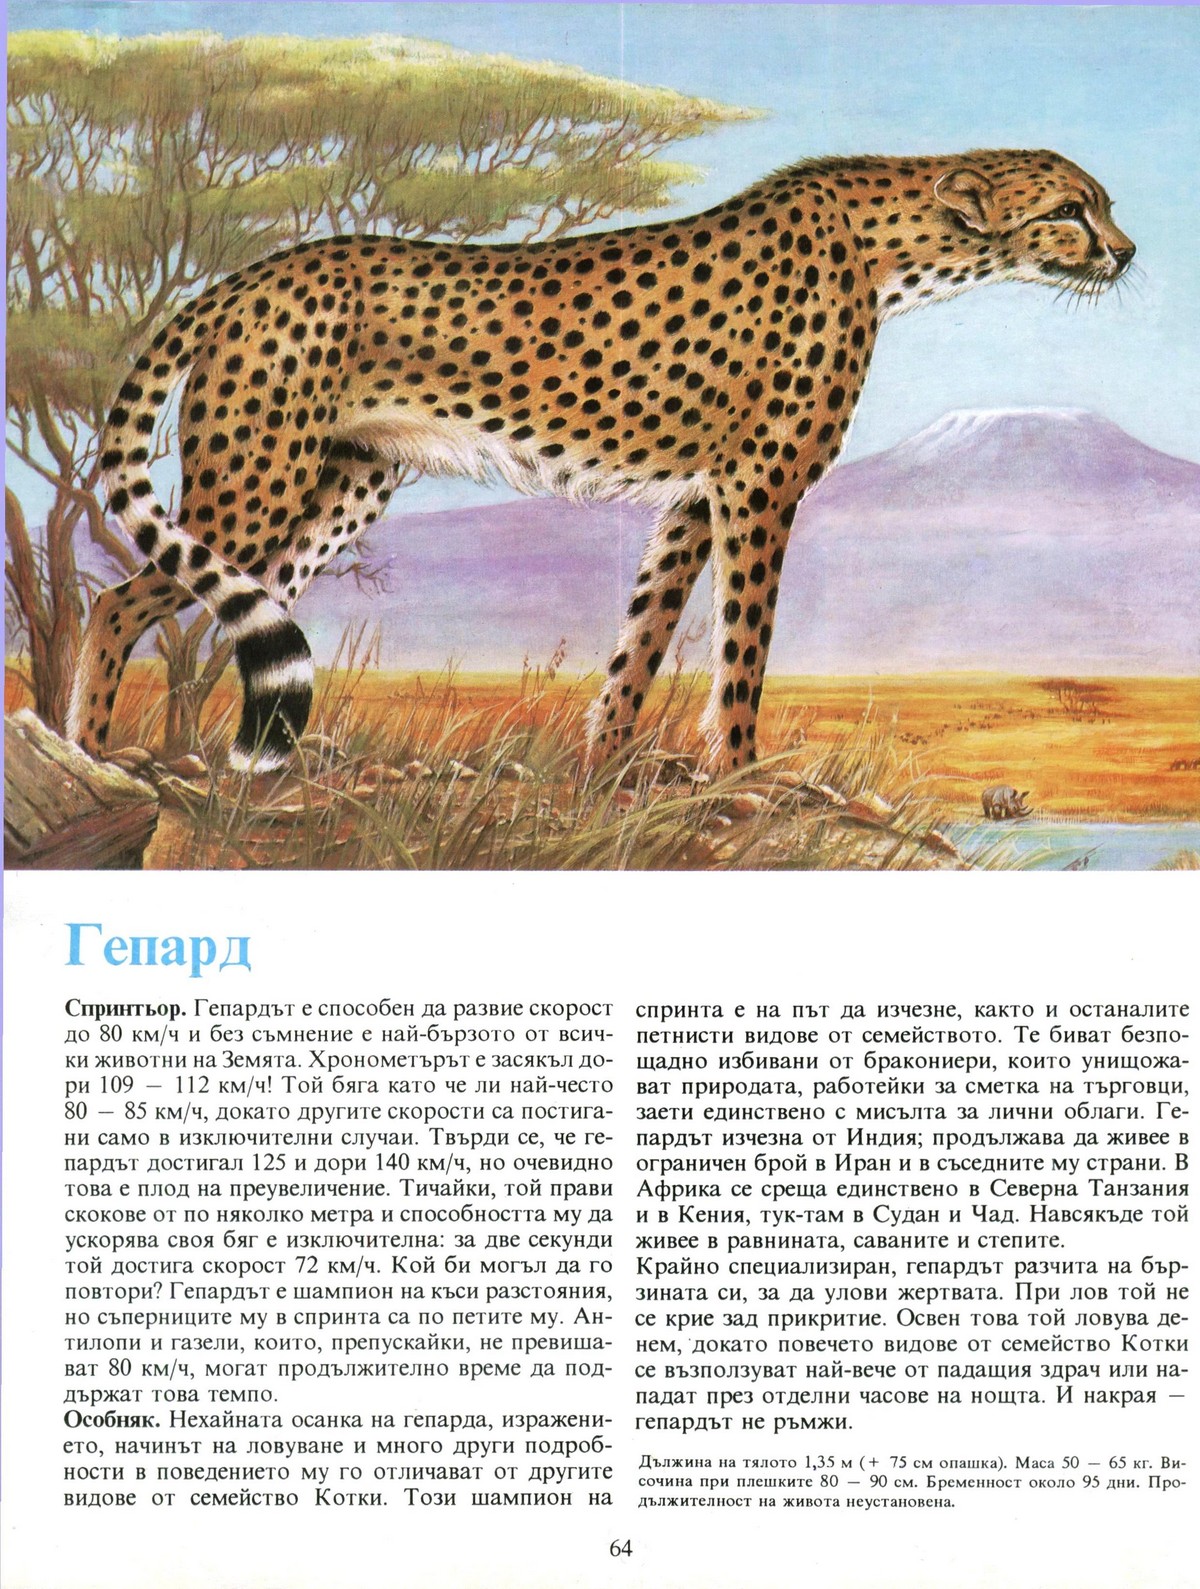 Гепард
Спринтьор. Гепардът е способен да развие скорост
до 80 км/ч и без съмнение е най-бързото от всич-
ки животни на Земята. Хронометърът е засякъл до-
ри 109 — 112 км/ч! Той бяга като че ли най-често
80 — 85 км/ч, докато другите скорости са постига-
ни само в изключителни случаи. Твърди се, че ге-
пардът достигал 125 и дори 140 км/ч, но очевидно
това е плод на преувеличение. Тичайки, той прави
скокове от по няколко метра и способността му да
ускорява своя бяг е изключителна: за две секунди
той достига скорост 72 км/ч. Кой би могъл да го
повтори? Гепардът е шампион на къси разстояния,
но съперниците му в спринта са по петите му. Ан-
тилопи и газели, които, препускайки, не превиша-
ват 80 км/ч, могат продължително време да под-
държат това темпо.
Особняк. Нехайната осанка на гепарда, изражени-
ето, начинът на ловуване и много други подроб-
ности в поведението му го отличават от другите
видове от семейство Котки. Този шампион на
спринта е на път да изчезне, както и останалите
петнисти видове от семейството. Те биват безпо-
щадно избивани от бракониери, които унищожа-
ват природата, работейки за сметка на търговци,
заети единствено с мисълта за лични облаги. Ге-
пардът изчезна от Индия; продължава да живее в
ограничен брой в Иран и в съседните му страни. В
Африка се среща единствено в Северна Танзания
и в Кения, тук-там в Судан и Чад. Навсякъде той
живее в равнината, саваните и степите.
Крайно специализиран, гепардът разчита на бър-
зината си, за да улови жертвата. При лов той не
се крие зад прикритие. Освен това той ловува де-
нем, докато повечето видове от семейство Котки
се възползуват най-вече от падащия здрач или на-
падат през отделни часове на нощта. И накрая —
гепардът не ръмжи.
Дължина на тялото 1,35 м (+ 75 см опашка). Маса 50 — 65 кг. Ви-
сочина при плешките 80 — 90 см. Бременност около 95 дни. Про-
дължителност на живота неустановена.
64